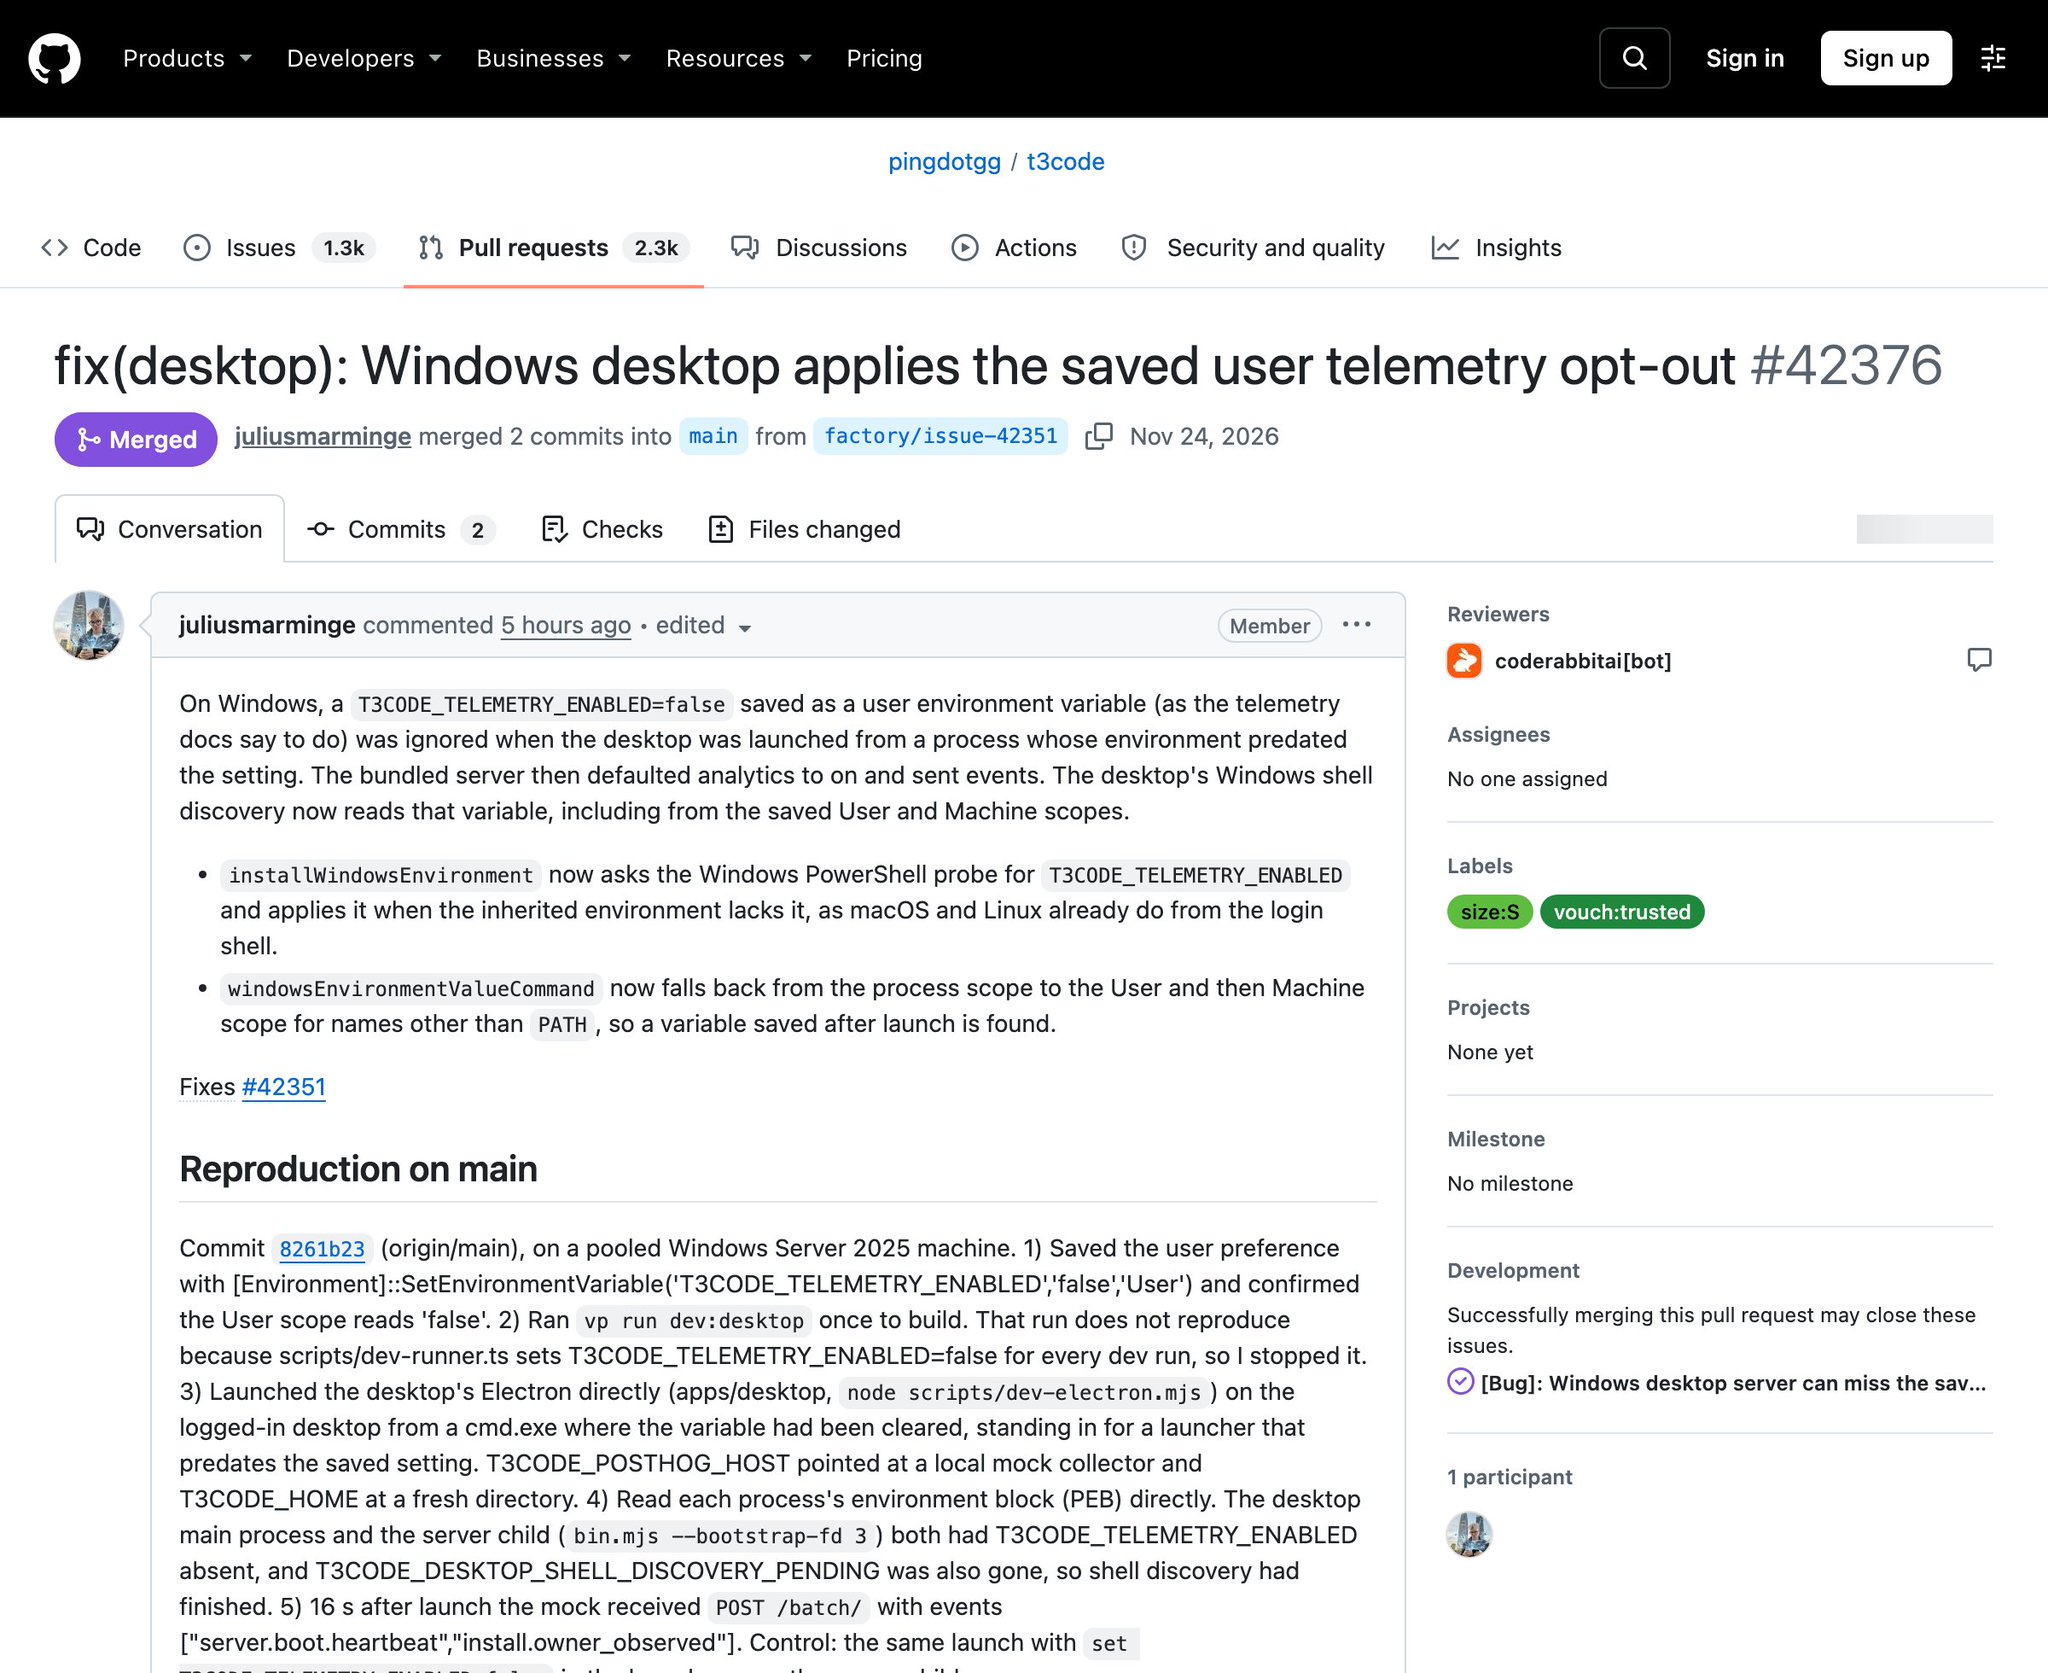 Products Developers Businesses Resources Pricing Sign in Sign up
pingdotgg / t3code
Code Issues 1.3k Pull requests 2.3k Discussions Actions Security and quality Insights
fix(desktop): Windows desktop applies the saved user telemetry opt-out #42376
Merged juliusmarminge merged 2 commits into main from factory/issue-42351 Nov 24, 2026
Conversation Commits 2 Checks Files changed
juliusmarminge commented 5 hours ago • edited Member
On Windows, a T3CODE_TELEMETRY_ENABLED=false saved as a user environment variable (as the telemetry
docs say to do) was ignored when the desktop was launched from a process whose environment predated
the setting. The bundled server then defaulted analytics to on and sent events. The desktop's Windows shell
discovery now reads that variable, including from the saved User and Machine scopes.
• installWindowsEnvironment now asks the Windows PowerShell probe for T3CODE_TELEMETRY_ENABLED
and applies it when the inherited environment lacks it, as macOS and Linux already do from the login
shell.
• windowsEnvironmentValueCommand now falls back from the process scope to the User and then Machine
scope for names other than PATH, so a variable saved after launch is found.
Fixes #42351
Reproduction on main
Commit 8261b23 (origin/main), on a pooled Windows Server 2025 machine. 1) Saved the user preference
with [Environment]::SetEnvironmentVariable('T3CODE_TELEMETRY_ENABLED','false','User') and confirmed
the User scope reads 'false'. 2) Ran vp run dev:desktop once to build. That run does not reproduce
because scripts/dev-runner.ts sets T3CODE_TELEMETRY_ENABLED=false for every dev run, so I stopped it.
3) Launched the desktop's Electron directly (apps/desktop, node scripts/dev-electron.mjs) on the
logged-in desktop from a cmd.exe where the variable had been cleared, standing in for a launcher that
predates the saved setting. T3CODE_POSTHOG_HOST pointed at a local mock collector and
T3CODE_HOME at a fresh directory. 4) Read each process's environment block (PEB) directly. The desktop
main process and the server child (bin.mjs --bootstrap-fd 3) both had T3CODE_TELEMETRY_ENABLED
absent, and T3CODE_DESKTOP_SHELL_DISCOVERY_PENDING was also gone, so shell discovery had
finished. 5) 16 s after launch the mock received POST /batch/ with events
["server.boot.heartbeat","install.owner_observed"]. Control: the same launch with set
Reviewers
coderabbitai[bot]
Assignees
No one assigned
Labels
size:S vouch:trusted
Projects
None yet
Milestone
No milestone
Development
Successfully merging this pull request may close these
issues.
[Bug]: Windows desktop server can miss the sav...
1 participant